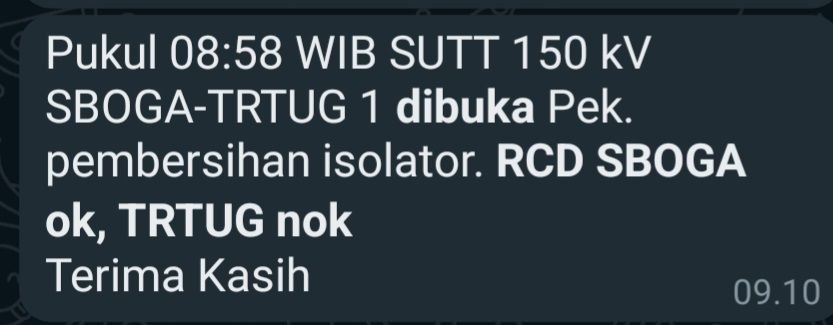 Pukul 08:58 WIB SUTT 150 kV
SBOGA-TRTUG 1 dibuka Pek.
pembersihan isolator. RCD SBOGA
ok, TRTUG nok
Terima Kasih
09.10